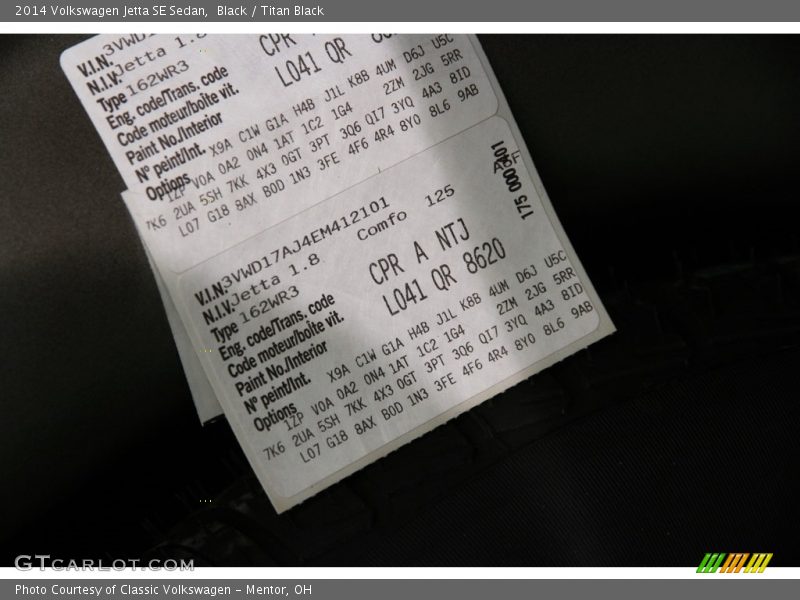 2014 Volkswagen Jetta SE Sedan, Black / Titan Black
V.I.N.
N.I.V. Jetta 1.8
CPR
Type 162WR3
L041 QR
Eng. code/Trans. code
Code moteur/boîte vit.
Paint No./Interior
Nº peint/Int.
Options
X9A C1W G1A H4B J1L K8B 4UM D6J U5C
1ZP V0A 0A2 0N4 1AT 1C2 1G4 2ZM 2JG 5RR
7K6 2UA 5SH 7KK 4X3 0GT 3PT 3Q6 QI7 3YQ 4A3 8ID
L07 G18 8AX B0D 1N3 3FE 4F6 4R4 8Y0 8L6 9AB
V.I.N. 3VWD17AJ4EM412101
N.I.V. Jetta 1.8 Comfo 125
Type 162WR3
Eng. code/Trans. code CPR A NTJ
Code moteur/boîte vit. L041 QR 8620
Paint No./Interior
Nº peint/Int.
Options
X9A C1W G1A H4B J1L K8B 4UM D6J U5C
1ZP V0A 0A2 0N4 1AT 1C2 1G4 2ZM 2JG 5RR
7K6 2UA 5SH 7KK 4X3 0GT 3PT 3Q6 QI7 3YQ 4A3 8ID
L07 G18 8AX B0D 1N3 3FE 4F6 4R4 8Y0 8L6 9AB
175 000
GTCARLOT.COM
Photo Courtesy of Classic Volkswagen - Mentor, OH